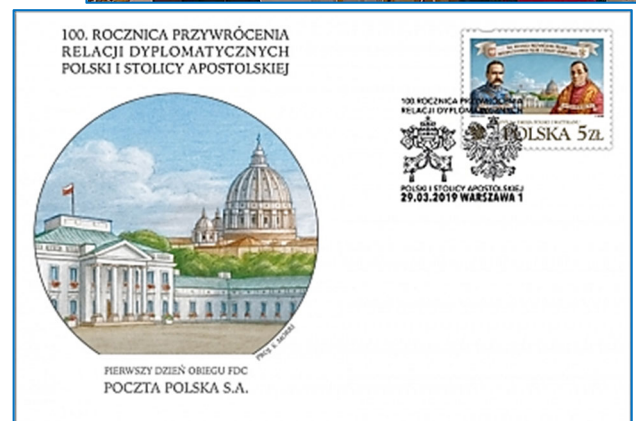 100. ROCZNICA PRZYWRÓCENIA
RELACJI DYPLOMATYCZNYCH
POLSKI I STOLICY APOSTOLSKIEJ
100. ROCZNICA PRZYWRÓCENIA
RELACJI DYPLOMATYCZNYCH
POLSKA 5ZŁ
POLSKI I STOLICY APOSTOLSKIEJ
29.03.2019 WARSZAWA 1
PIERWSZY DZIEŃ OBIEGU FDC
POCZTA POLSKA S.A.